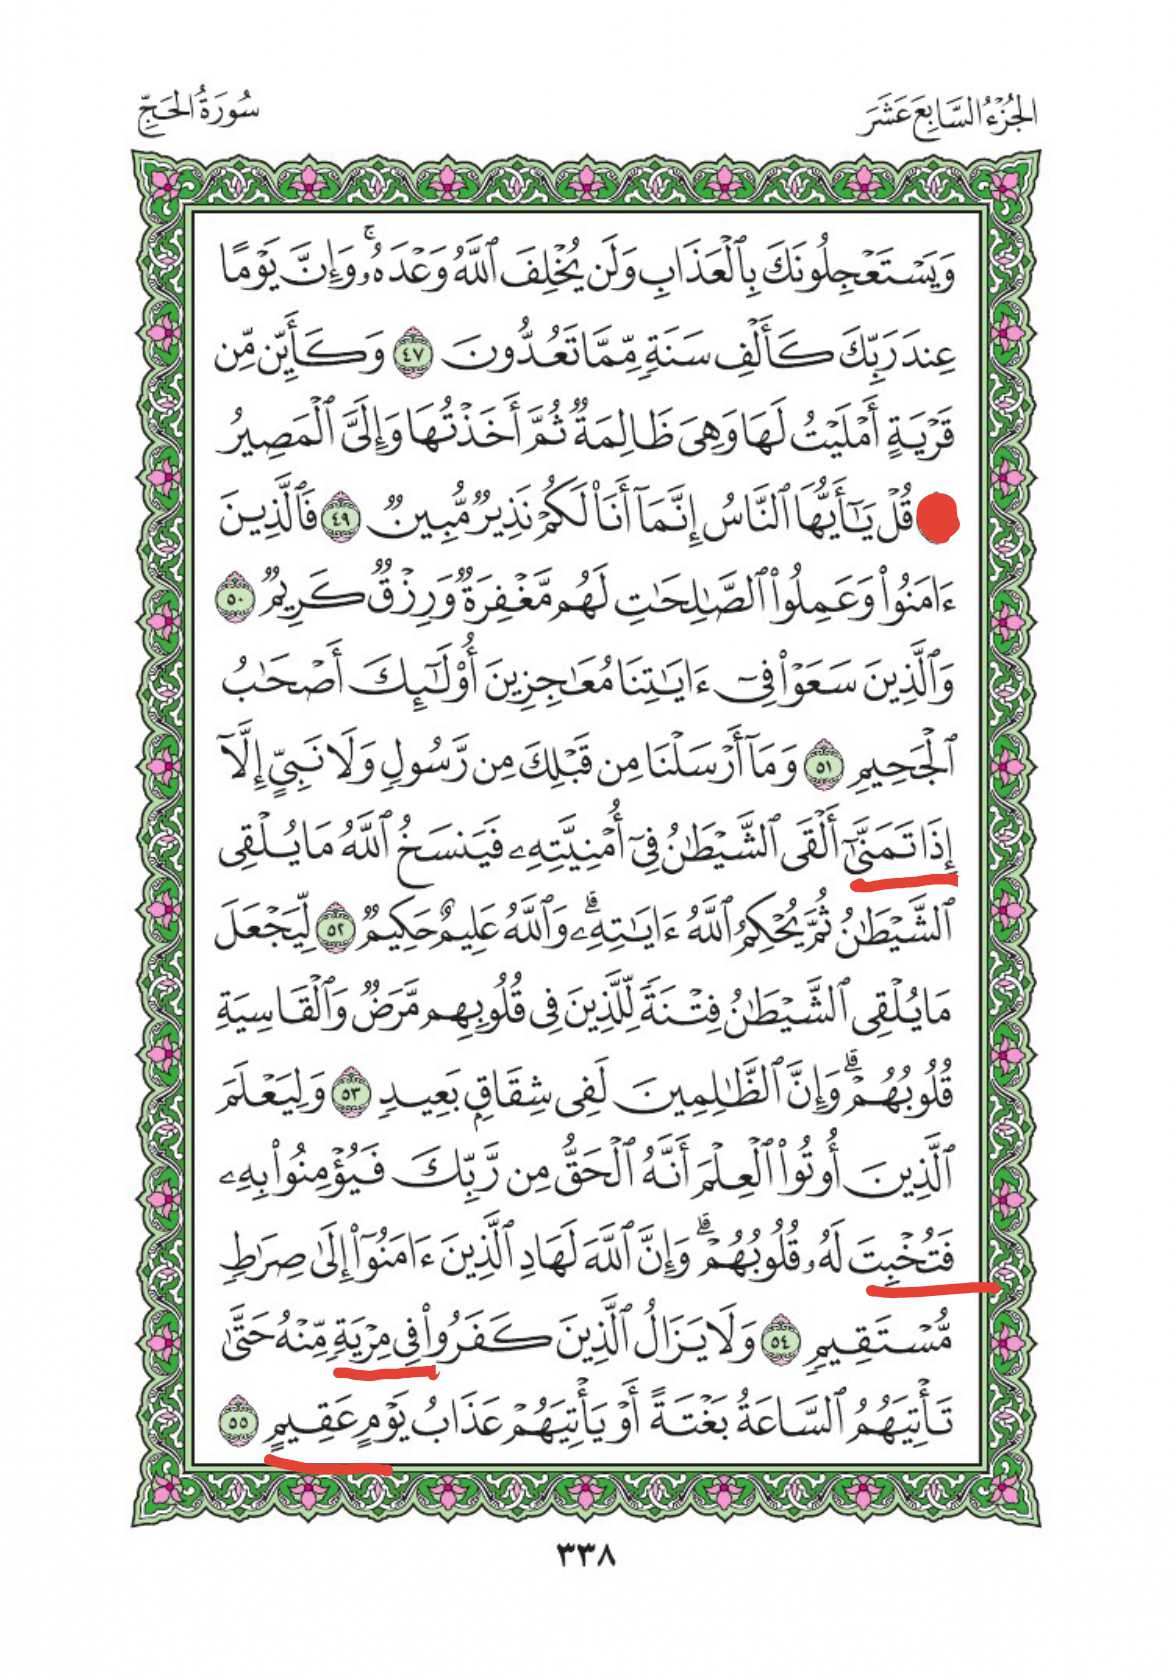 الجُزْءُ السَّابِعَ عَشَرَ
سُورَةُ الحَجِّ
وَيَسْتَعْجِلُونَكَ بِٱلْعَذَابِ وَلَن يُخْلِفَ ٱللَّهُ وَعْدَهُۥۚ وَإِنَّ يَوْمًا
عِندَ رَبِّكَ كَأَلْفِ سَنَةٍ مِّمَّا تَعُدُّونَ ٤٧ وَكَأَيِّن مِّن
قَرْيَةٍ أَمْلَيْتُ لَهَا وَهِىَ ظَالِمَةٌ ثُمَّ أَخَذْتُهَا وَإِلَىَّ ٱلْمَصِيرُ
قُلْ يَـٰٓأَيُّهَا ٱلنَّاسُ إِنَّمَآ أَنَا۠ لَكُمْ نَذِيرٌ مُّبِينٌ ٤٩ فَٱلَّذِينَ
ءَامَنُوا۟ وَعَمِلُوا۟ ٱلصَّـٰلِحَـٰتِ لَهُم مَّغْفِرَةٌ وَرِزْقٌ كَرِيمٌ ٥٠
وَٱلَّذِينَ سَعَوْا۟ فِىٓ ءَايَـٰتِنَا مُعَـٰجِزِينَ أُو۟لَـٰٓئِكَ أَصْحَـٰبُ
ٱلْجَحِيمِ ٥١ وَمَآ أَرْسَلْنَا مِن قَبْلِكَ مِن رَّسُولٍ وَلَا نَبِىٍّ إِلَّآ
إِذَا تَمَنَّىٰٓ أَلْقَى ٱلشَّيْطَـٰنُ فِىٓ أُمْنِيَّتِهِۦ فَيَنسَخُ ٱللَّهُ مَا يُلْقِى
ٱلشَّيْطَـٰنُ ثُمَّ يُحْكِمُ ٱللَّهُ ءَايَـٰتِهِۦۗ وَٱللَّهُ عَلِيمٌ حَكِيمٌ ٥٢ لِّيَجْعَلَ
مَا يُلْقِى ٱلشَّيْطَـٰنُ فِتْنَةً لِّلَّذِينَ فِى قُلُوبِهِم مَّرَضٌ وَٱلْقَاسِيَةِ
قُلُوبُهُمْۗ وَإِنَّ ٱلظَّـٰلِمِينَ لَفِى شِقَاقٍۭ بَعِيدٍ ٥٣ وَلِيَعْلَمَ
ٱلَّذِينَ أُوتُوا۟ ٱلْعِلْمَ أَنَّهُ ٱلْحَقُّ مِن رَّبِّكَ فَيُؤْمِنُوا۟ بِهِۦ
فَتُخْبِتَ لَهُۥ قُلُوبُهُمْۗ وَإِنَّ ٱللَّهَ لَهَادِ ٱلَّذِينَ ءَامَنُوٓا۟ إِلَىٰ صِرَٰطٍ
مُّسْتَقِيمٍ ٥٤ وَلَا يَزَالُ ٱلَّذِينَ كَفَرُوا۟ فِى مِرْيَةٍ مِّنْهُ حَتَّىٰ
تَأْتِيَهُمُ ٱلسَّاعَةُ بَغْتَةً أَوْ يَأْتِيَهُمْ عَذَابُ يَوْمٍ عَقِيمٍ ٥٥
٣٣٨